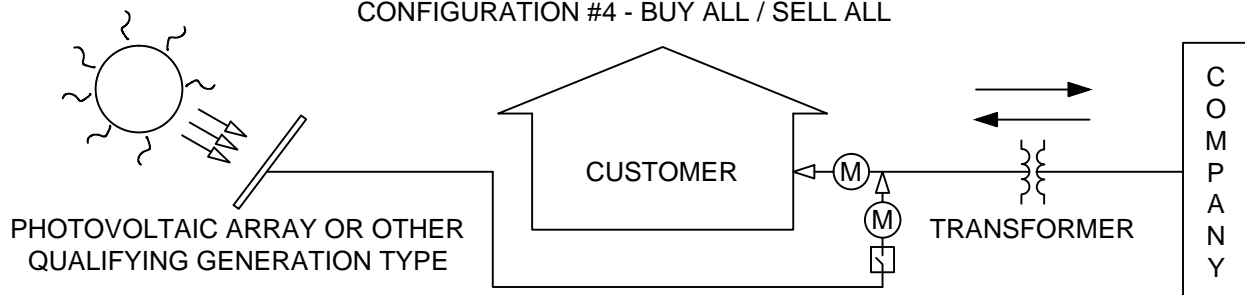 CONFIGURATION #4 - BUY ALL / SELL ALL
CUSTOMER
M
M
TRANSFORMER
PHOTOVOLTAIC ARRAY OR OTHER
QUALIFYING GENERATION TYPE
C
O
M
P
A
N
Y